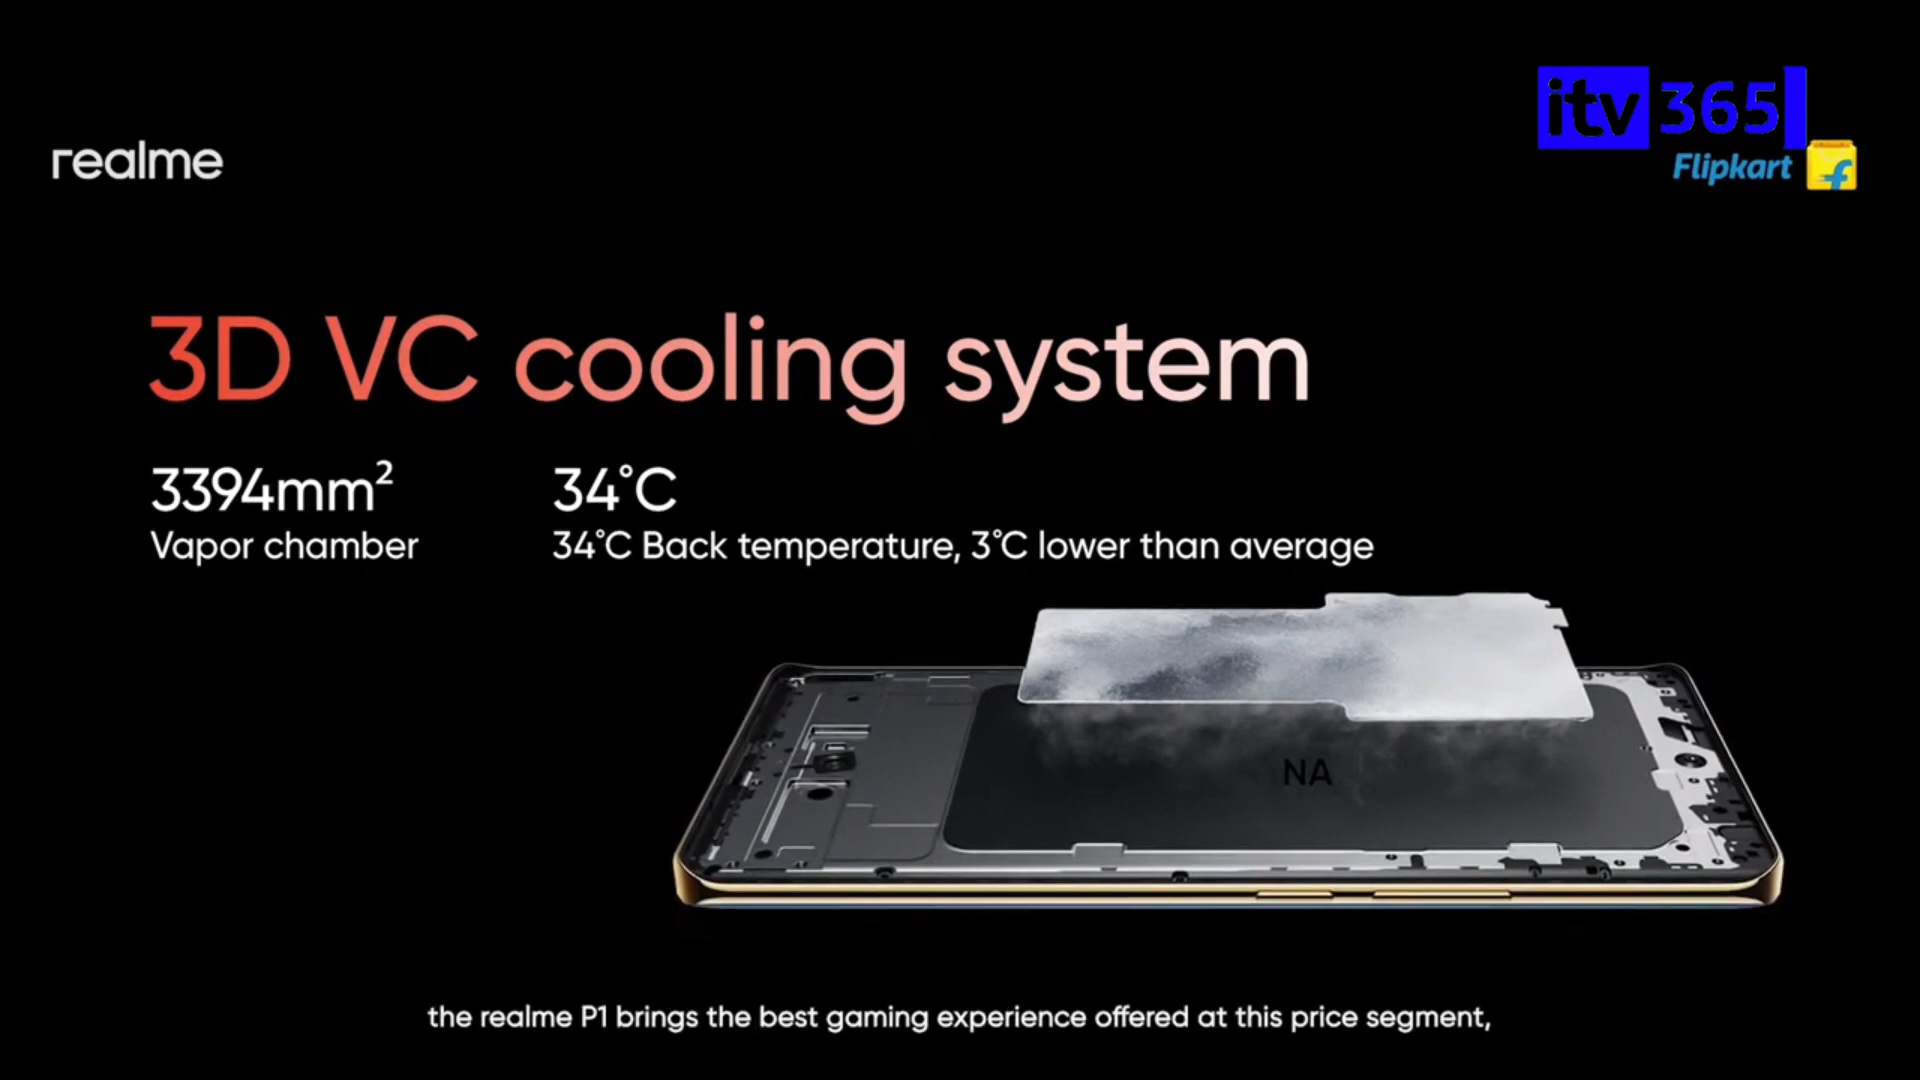 itv 365
realme
Flipkart
3D VC cooling system
3394mm²
34°C
Vapor chamber
34°C Back temperature, 3°C lower than average
NA
the realme P1 brings the best gaming experience offered at this price segment,